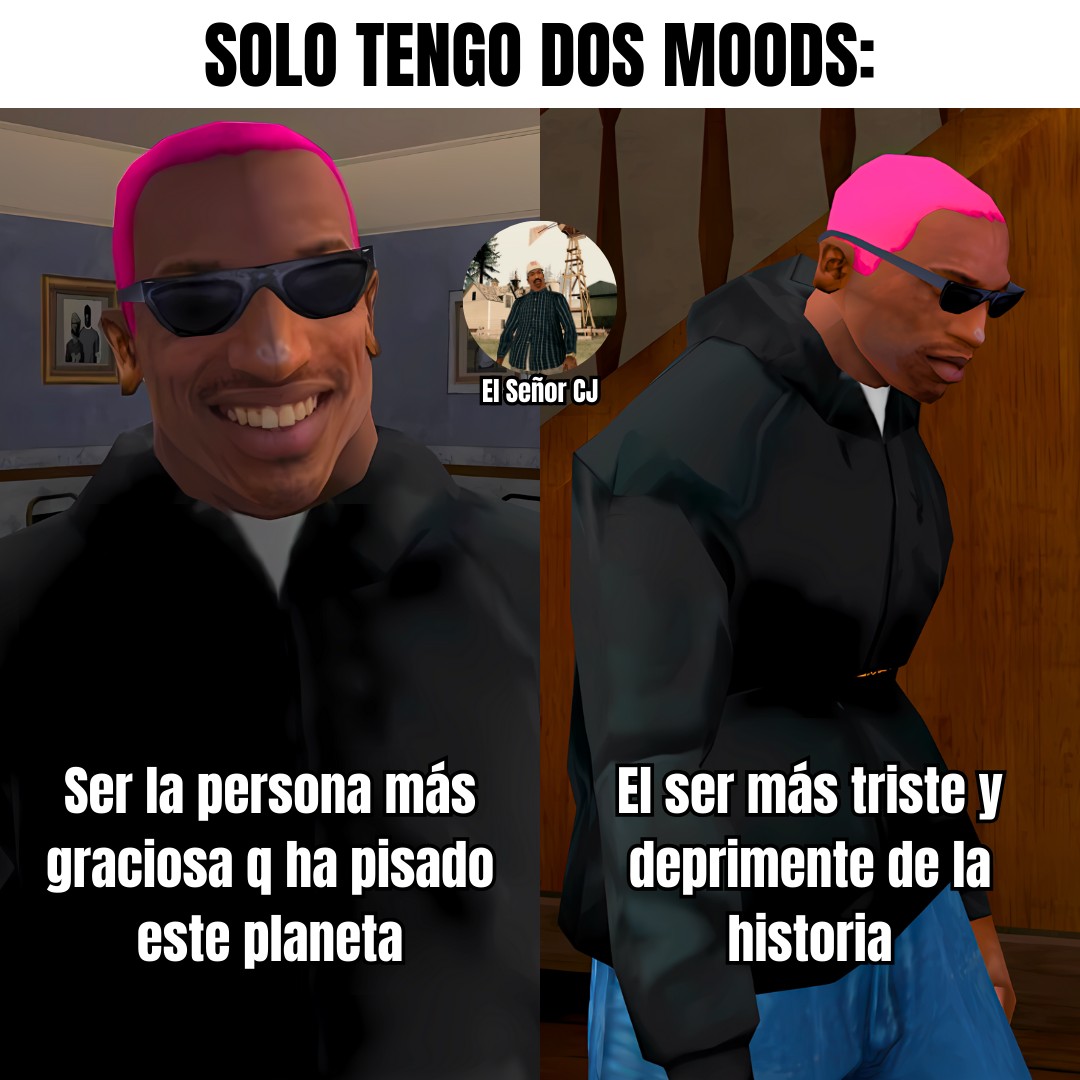 SOLO TENGO DOS MOODS:
El Señor CJ
Ser la persona más
graciosa q ha pisado
este planeta
El ser más triste y
deprimente de la
historia